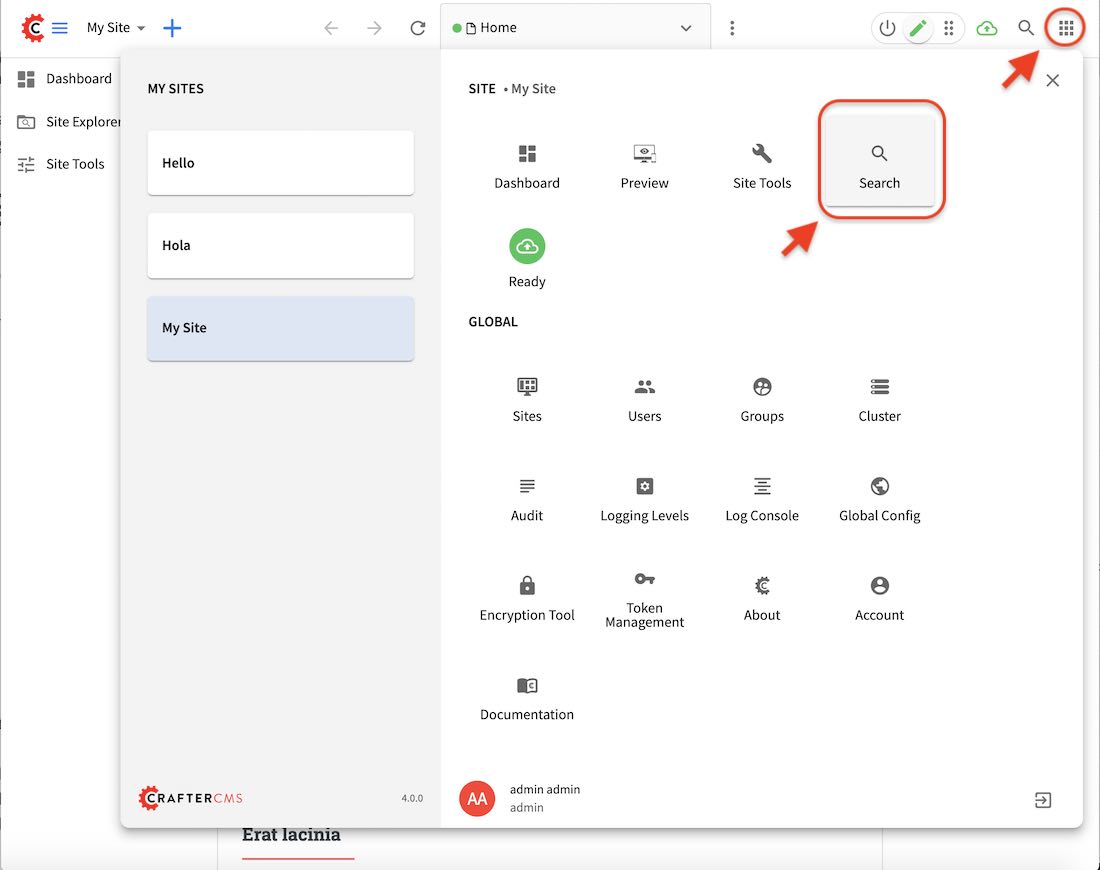 My Site
Home
Dashboard
Site Explorer
Site Tools
MY SITES
Hello
Hola
My Site
CRAFTERCMS
4.0.0
SITE • My Site
Dashboard
Preview
Site Tools
Search
Ready
GLOBAL
Sites
Users
Groups
Cluster
Audit
Logging Levels
Log Console
Global Config
Encryption Tool
Token
Management
About
Account
Documentation
AA
admin admin
admin
Erat lacinia